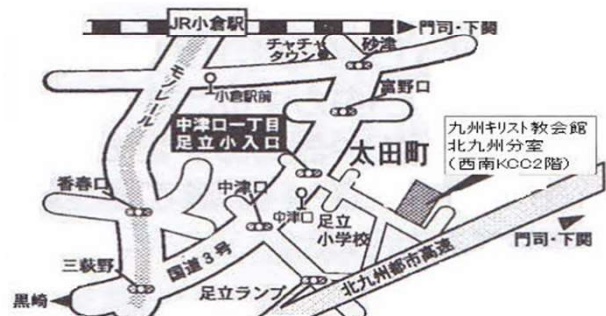 JR小倉駅
門司・下関
チャチャ
タウン
砂津
モノレール
小倉駅前
富野口
中津口一丁目
足立小入口
太田町
九州キリスト教会館
北九州分室
(西南KCC2階)
香春口
中津口
中津口
足立
小学校
国道3号
三萩野
足立ランプ
北九州都市高速
門司・下関
黒崎